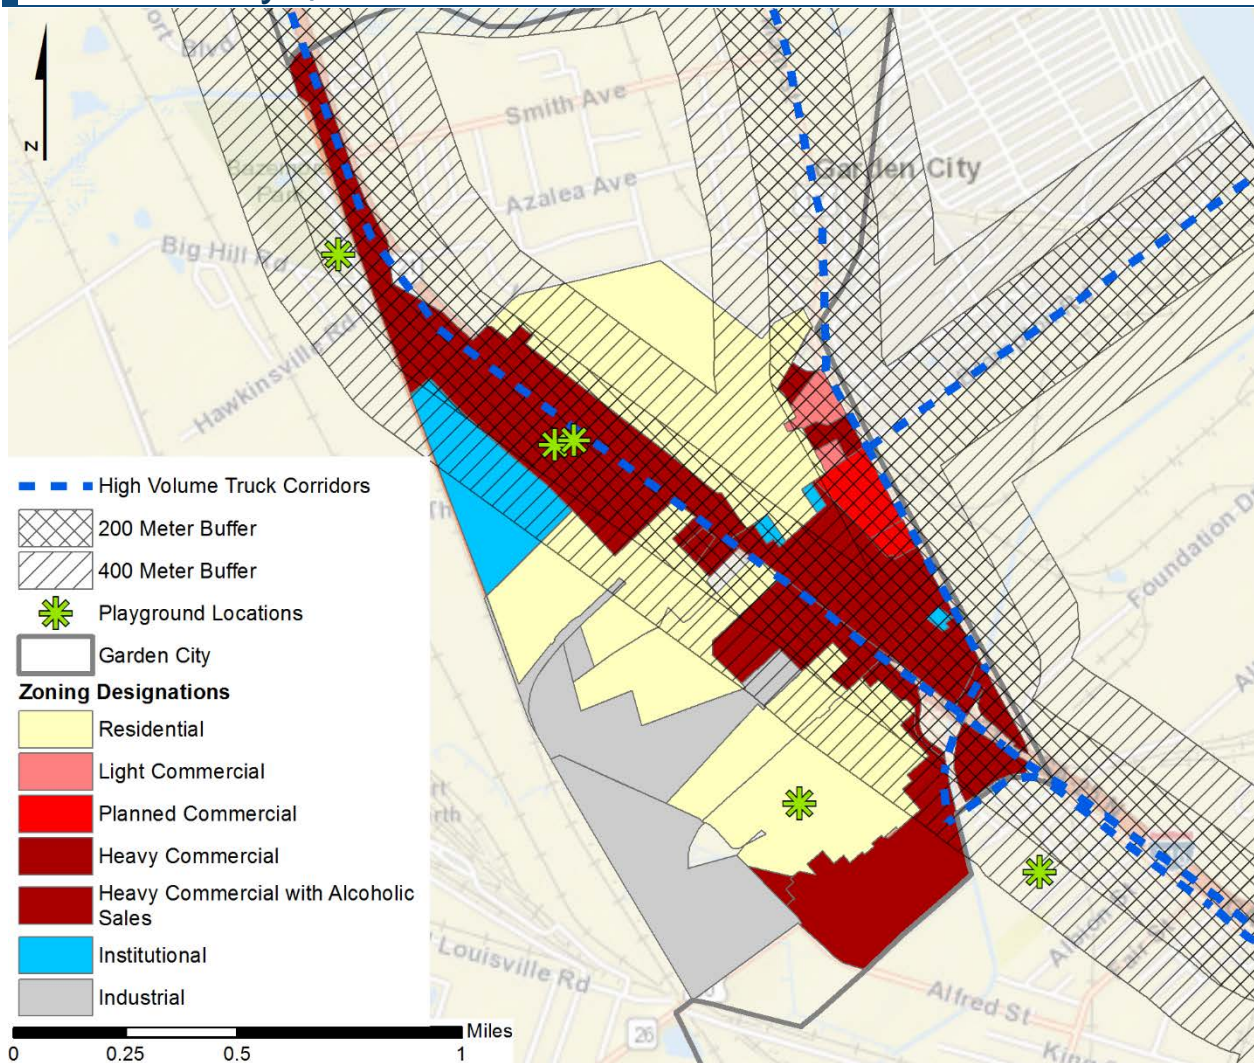 Blvd
Smith Ave
Garden City
Azalea Ave
Big Hill Rd
Hawkinsville Rd
High Volume Truck Corridors
200 Meter Buffer
400 Meter Buffer
Playground Locations
Garden City
Zoning Designations
Residential
Light Commercial
Planned Commercial
Heavy Commercial
Heavy Commercial with Alcoholic
Sales
Institutional
Industrial
Foundation D
Louisville Rd
Alfred St
26
Miles
0 0.25 0.5 1
N